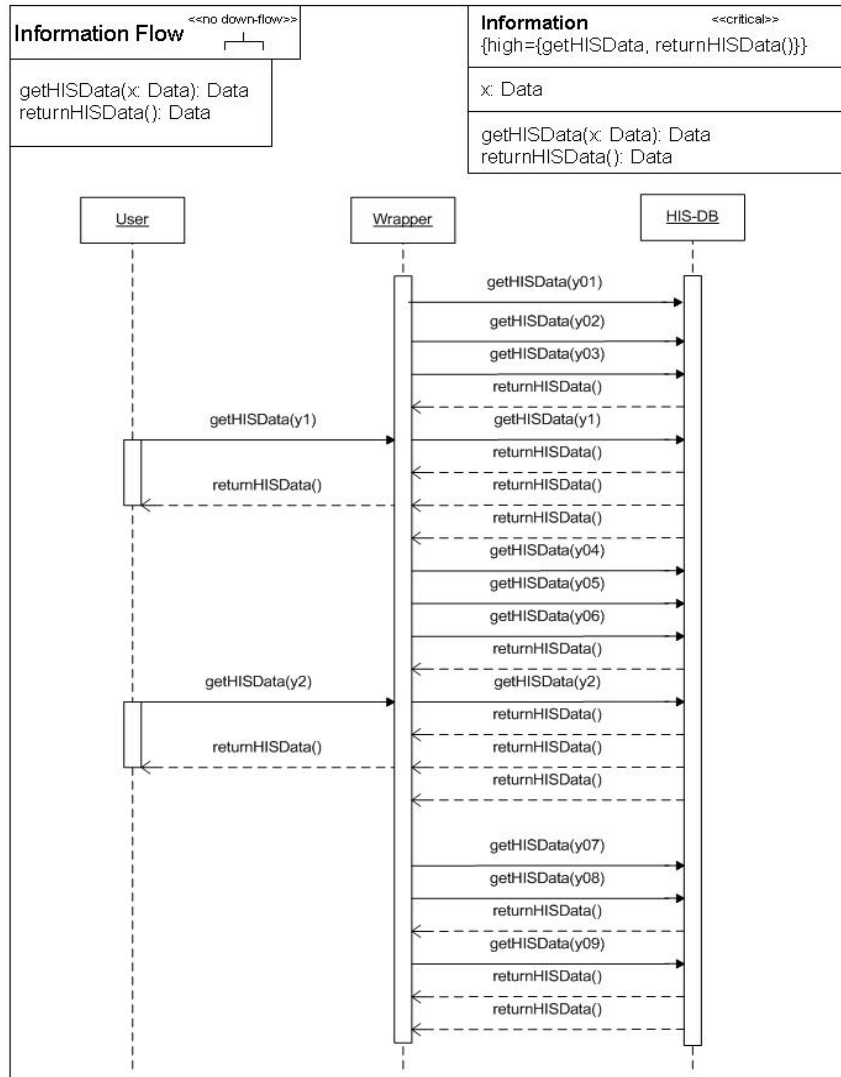 Information Flow <<no down-flow>>
getHISData(x: Data): Data
returnHISData(): Data
Information <<critical>>
{high={getHISData, returnHISData()}}
x: Data
getHISData(x: Data): Data
returnHISData(): Data
User Wrapper HIS-DB
getHISData(y01)
getHISData(y02)
getHISData(y03)
returnHISData()
getHISData(y1) getHISData(y1)
returnHISData()
returnHISData() returnHISData()
returnHISData()
getHISData(y04)
getHISData(y05)
getHISData(y06)
returnHISData()
getHISData(y2) getHISData(y2)
returnHISData()
returnHISData() returnHISData()
returnHISData()
getHISData(y07)
getHISData(y08)
returnHISData()
getHISData(y09)
returnHISData()
returnHISData()